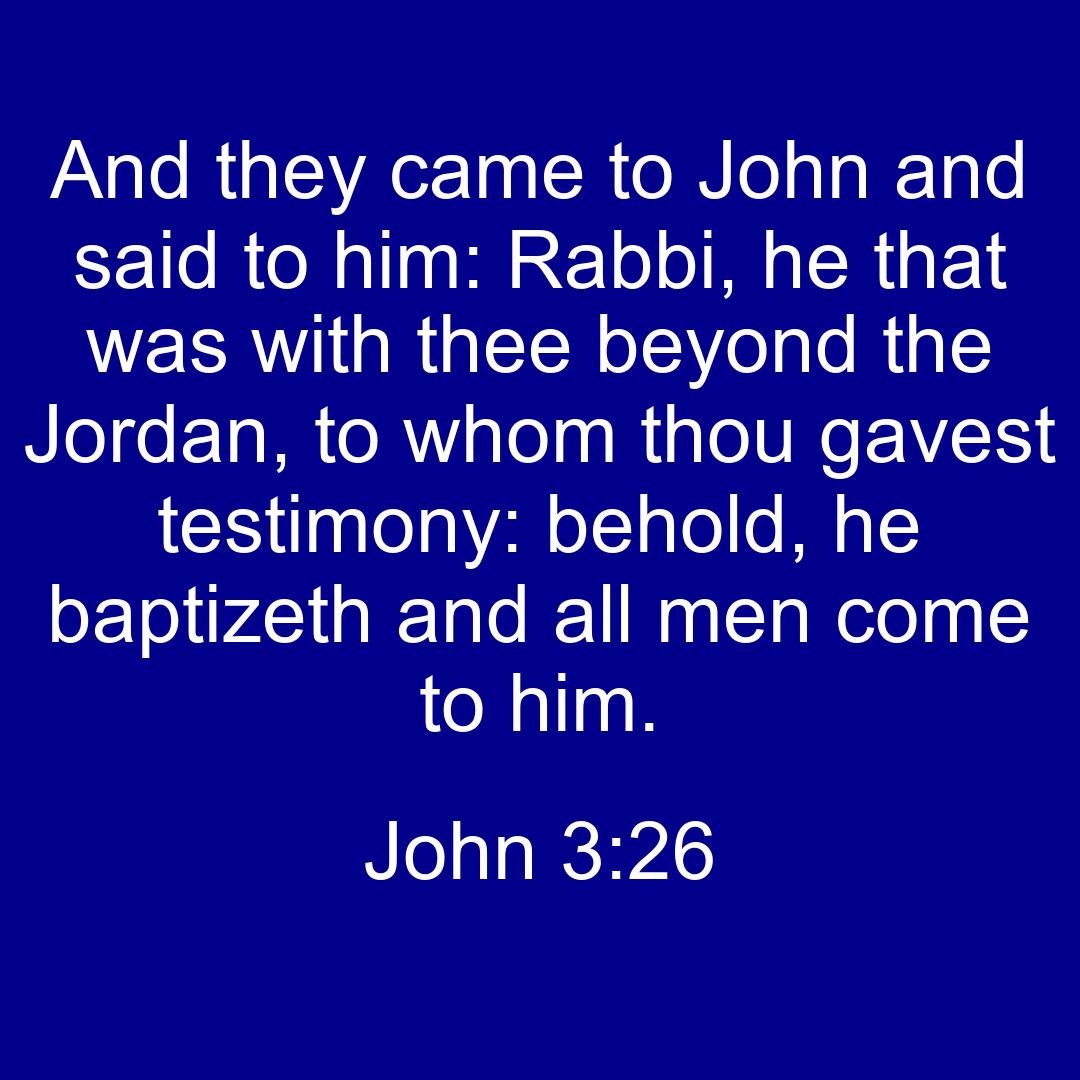 And they came to John and
said to him: Rabbi, he that
was with thee beyond the
Jordan, to whom thou gavest
testimony: behold, he
baptizeth and all men come
to him.
John 3:26